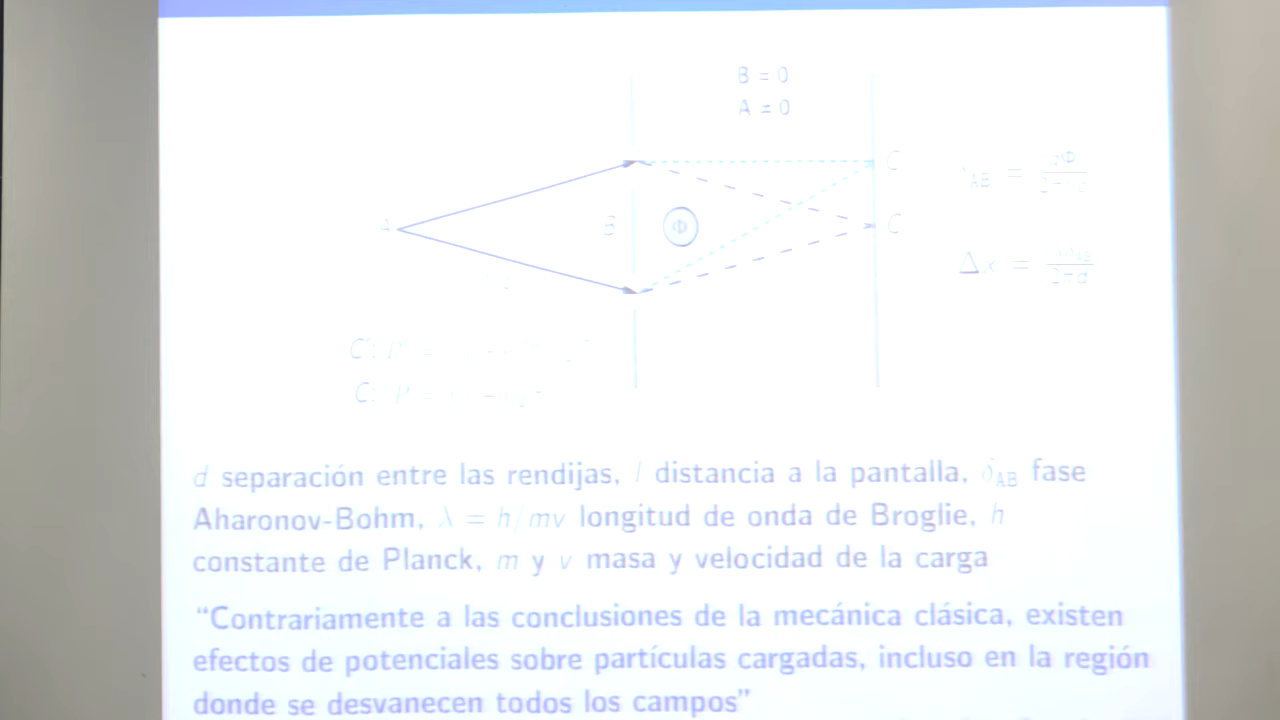 B = 0
A = 0
A
B
Φ
C
C
d separación entre las rendijas, l distancia a la pantalla, δAB fase
Aharonov-Bohm, λ = h/mv longitud de onda de Broglie, h
constante de Planck, m y v masa y velocidad de la carga
“Contrariamente a las conclusiones de la mecánica clásica, existen
efectos de potenciales sobre partículas cargadas, incluso en la región
donde se desvanecen todos los campos”